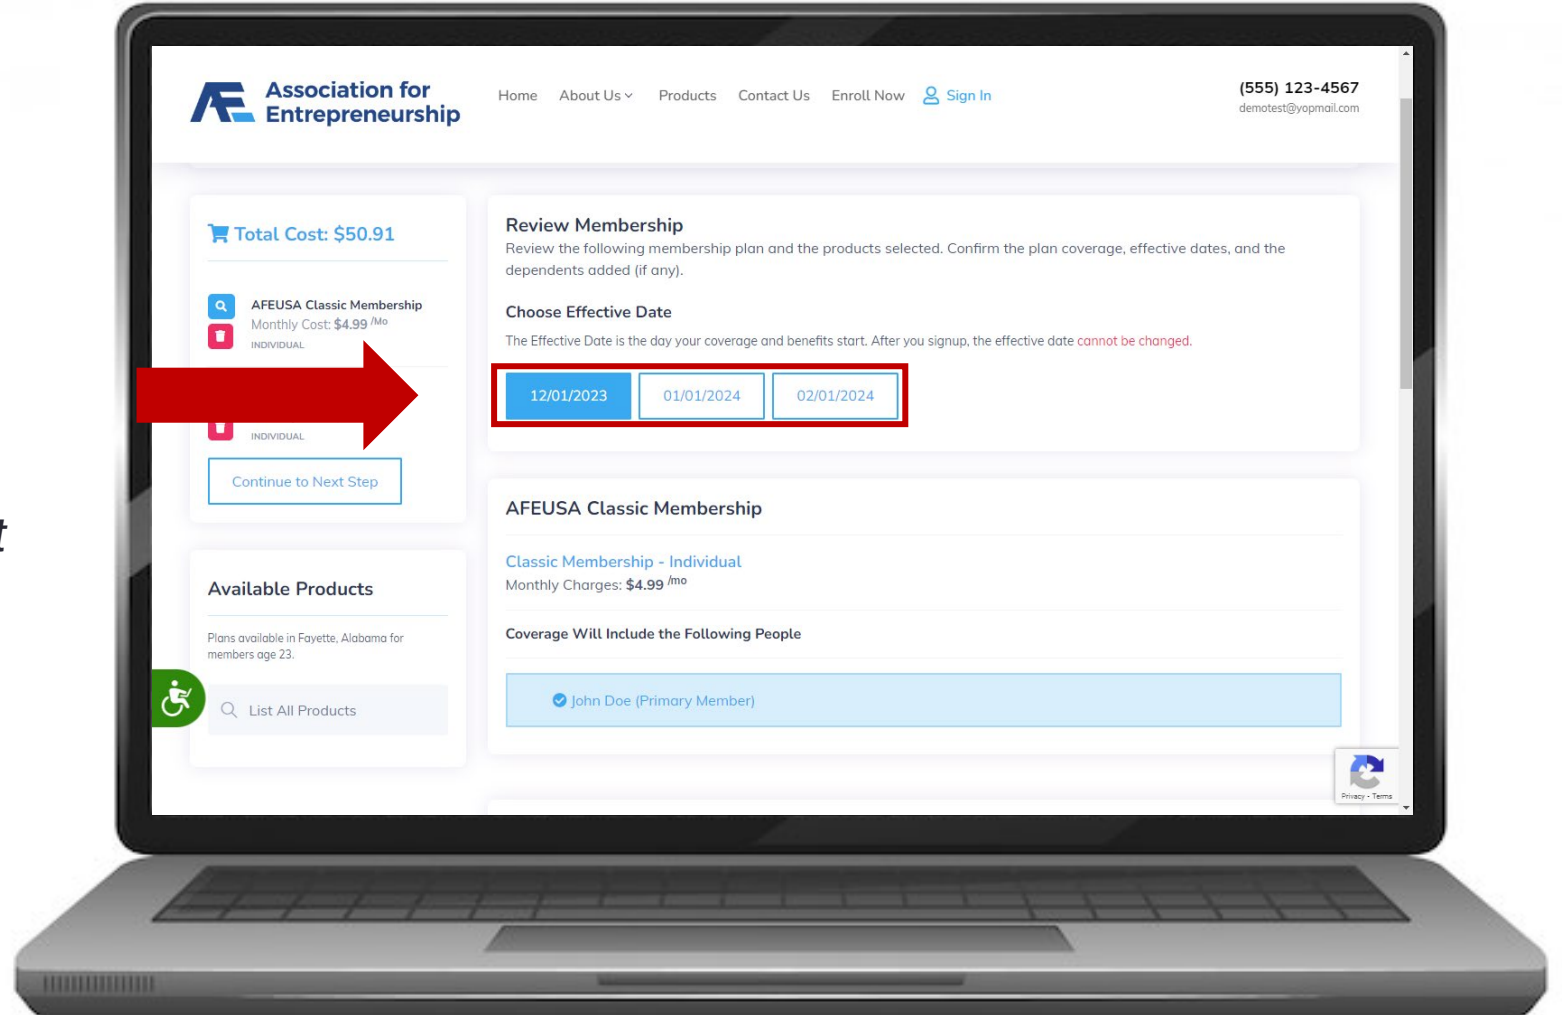 Association for
Entrepreneurship
Home About Us Products Contact Us Enroll Now Sign In
(555) 123-4567
demotest@yopmail.com
Total Cost: $50.91
AFEUSA Classic Membership
Monthly Cost: $4.99 /Mo
INDIVIDUAL
INDIVIDUAL
Continue to Next Step
Available Products
Plans available in Fayette, Alabama for
members age 23.
List All Products
Review Membership
Review the following membership plan and the products selected. Confirm the plan coverage, effective dates, and the
dependents added (if any).
Choose Effective Date
The Effective Date is the day your coverage and benefits start. After you signup, the effective date cannot be changed.
12/01/2023 01/01/2024 02/01/2024
AFEUSA Classic Membership
Classic Membership - Individual
Monthly Charges: $4.99 /mo
Coverage Will Include the Following People
John Doe (Primary Member)
Privacy - Terms